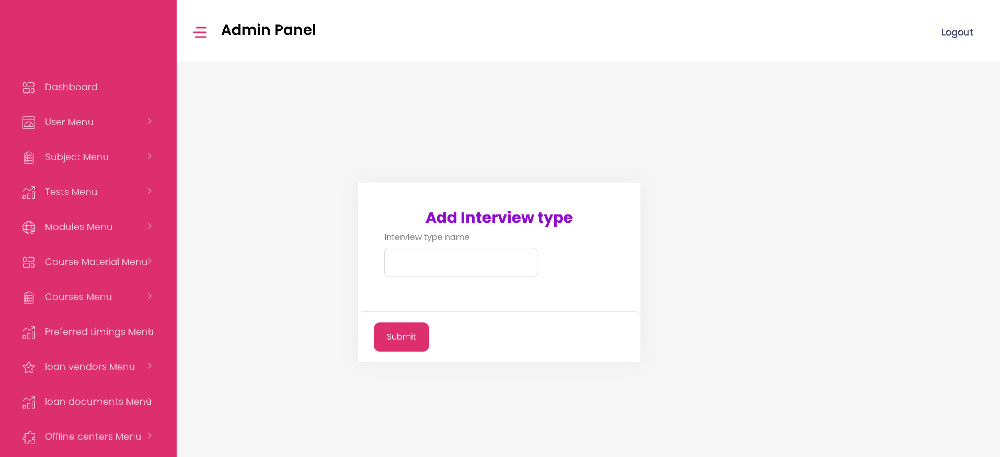 Admin Panel
Logout
Dashboard
User Menu
Subject Menu
Tests Menu
Modules Menu
Course Material Menu
Courses Menu
Preferred timings Menu
loan vendors Menu
loan documents Menu
Offline centers Menu
Add Interview type
Interview type name
Submit